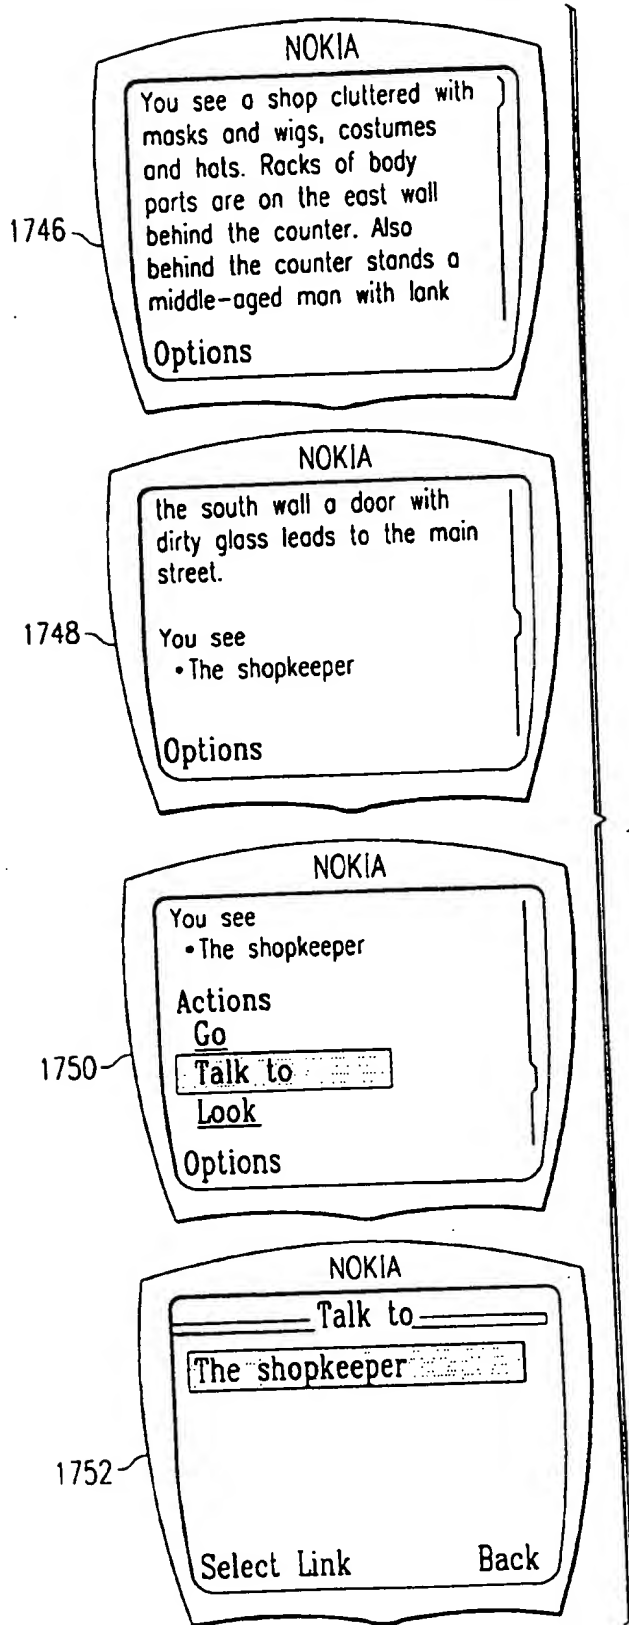 NOKIA
You see a shop cluttered with
masks and wigs, costumes
and hats. Racks of body
parts are on the east wall
behind the counter. Also
behind the counter stands a
middle-aged man with lank
Options
1746
NOKIA
the south wall a door with
dirty glass leads to the main
street.
You see
•The shopkeeper
Options
1748
NOKIA
You see
•The shopkeeper
Actions
Go
Talk to
Look
Options
1750
NOKIA
Talk to
The shopkeeper
Select Link Back
1752